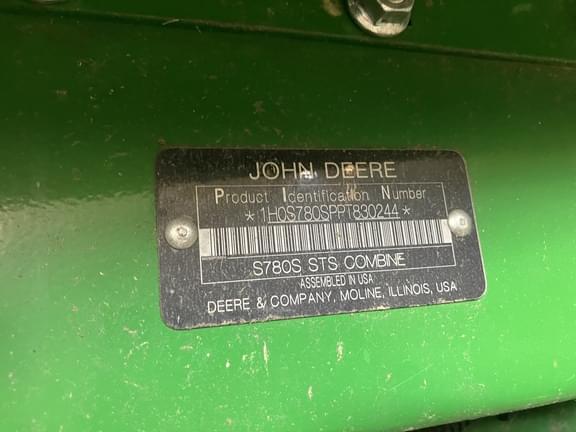 JOHN DEERE
Product Identification Number
*1H0S780SPPT830244*
S780S STS COMBINE
ASSEMBLED IN USA
DEERE & COMPANY, MOLINE, ILLINOIS, USA